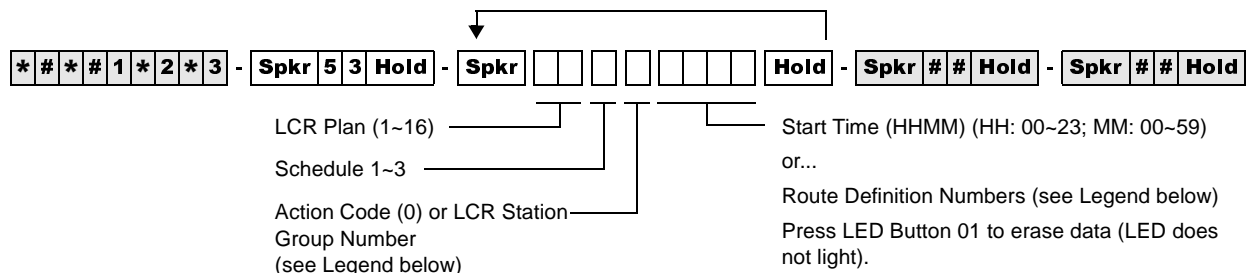 * # * # 1 * 2 * 3 - Spkr 5 3 Hold - Spkr Hold - Spkr # # Hold - Spkr # # Hold
LCR Plan (1~16)
Schedule 1~3
Action Code (0) or LCR Station
Group Number
(see Legend below)
Start Time (HHMM) (HH: 00~23; MM: 00~59)
or...
Route Definition Numbers (see Legend below)
Press LED Button 01 to erase data (LED does
not light).